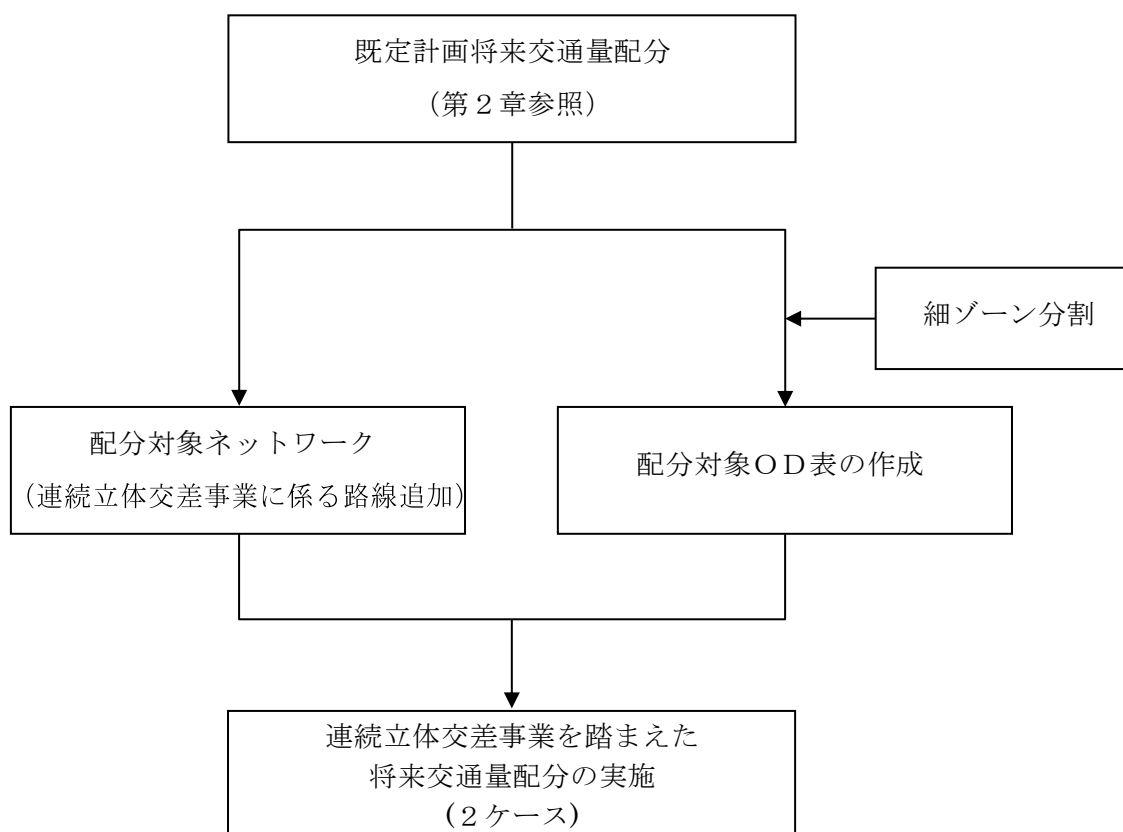 既定計画将来交通量配分
（第２章参照）
細ゾーン分割
配分対象ネットワーク
（連続立体交差事業に係る路線追加）
配分対象ＯＤ表の作成
連続立体交差事業を踏まえた
将来交通量配分の実施
（２ケース）